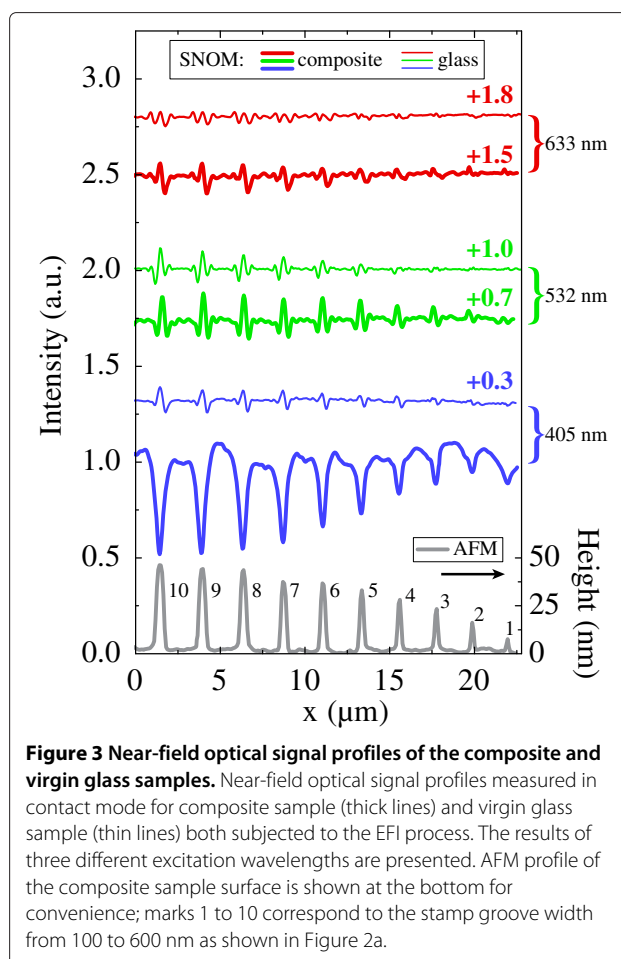 3.0
SNOM: composite glass
+1.8
633 nm
+1.5
2.5
+1.0
2.0
532 nm
+0.7
Intensity (a.u.)
1.5
+0.3
405 nm
1.0
AFM
0.5
50
Height (nm)
10 9 8 7 6 5 4 3 2 1
25
0.0
0
0 5 10 15 20
x (µm)
Figure 3 Near-field optical signal profiles of the composite and
virgin glass samples. Near-field optical signal profiles measured in
contact mode for composite sample (thick lines) and virgin glass
sample (thin lines) both subjected to the EFI process. The results of
three different excitation wavelengths are presented. AFM profile of
the composite sample surface is shown at the bottom for
convenience; marks 1 to 10 correspond to the stamp groove width
from 100 to 600 nm as shown in Figure 2a.